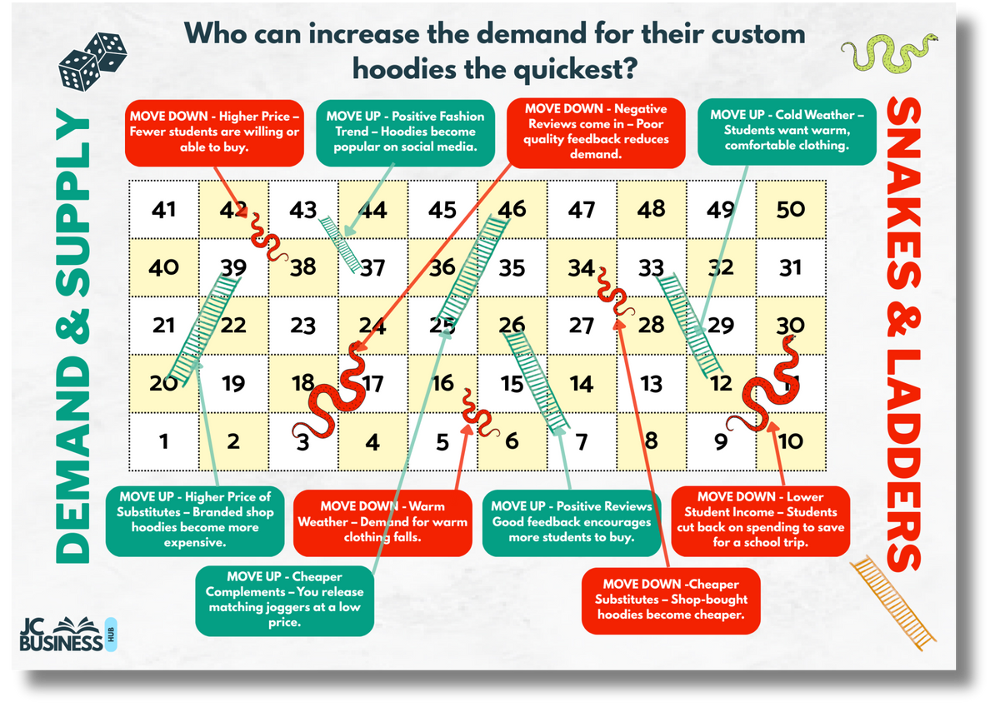 Who can increase the demand for their custom
hoodies the quickest?
DEMAND & SUPPLY
SNAKES & LADDERS
MOVE DOWN - Higher Price –
Fewer students are willing or
able to buy.
MOVE UP - Positive Fashion
Trend – Hoodies become
popular on social media.
MOVE DOWN - Negative
Reviews come in – Poor
quality feedback reduces
demand.
MOVE UP - Cold Weather –
Students want warm,
comfortable clothing.
41 42 43 44 45 46 47 48 49 50
40 39 38 37 36 35 34 33 32 31
21 22 23 24 25 26 27 28 29 30
20 19 18 17 16 15 14 13 12 11
1 2 3 4 5 6 7 8 9 10
MOVE UP - Higher Price of
Substitutes – Branded shop
hoodies become more
expensive.
MOVE DOWN - Warm
Weather – Demand for warm
clothing falls.
MOVE UP - Positive Reviews
Good feedback encourages
more students to buy.
MOVE DOWN - Lower
Student Income – Students
cut back on spending to save
for a school trip.
MOVE UP - Cheaper
Complements – You release
matching joggers at a low
price.
MOVE DOWN -Cheaper
Substitutes – Shop-bought
hoodies become cheaper.
JC
BUSINESS
HUB